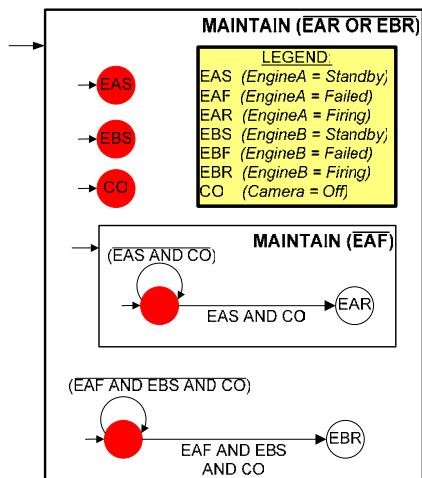 MAINTAIN (EAR OR EBR)
LEGEND:
EAS (EngineA = Standby)
EAF (EngineA = Failed)
EAR (EngineA = Firing)
EBS (EngineB = Standby)
EBF (EngineB = Failed)
EBR (EngineB = Firing)
CO (Camera = Off)
EAS
EBS
CO
MAINTAIN (EAF)
(EAS AND CO)
EAR
EAS AND CO
(EAF AND EBS AND CO)
EBR
EAF AND EBS
AND CO